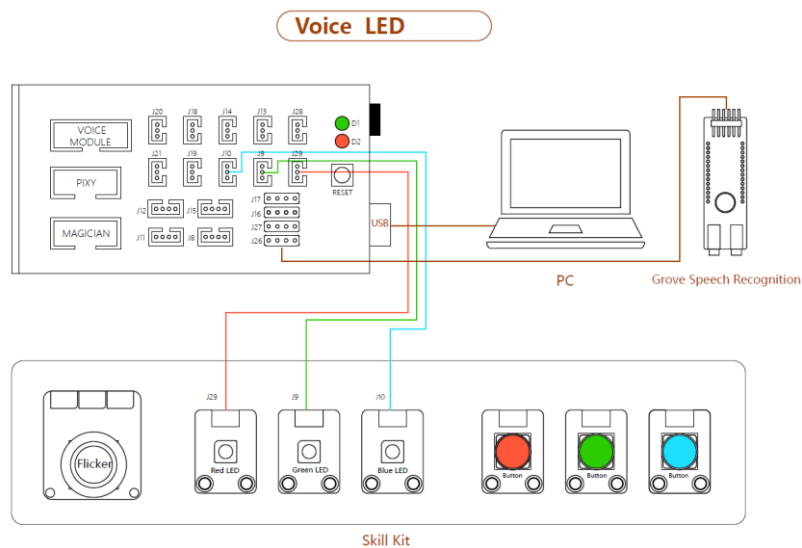 Voice LED
J20
J18
J14
J13
J28
D1
VOICE
MODULE
D2
J21
J19
J10
J9
J29
PIXY
RESET
J17
J12
J15
J16
USB
MAGICIAN
J27
J11
J8
J26
PC
Grove Speech Recognition
J29
J9
J10
Flicker
Red LED
Green LED
Blue LED
Button
Button
Button
Skill Kit